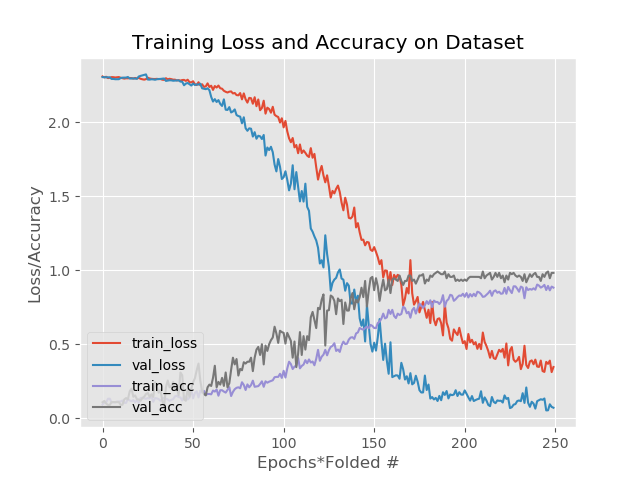 Training Loss and Accuracy on Dataset
Loss/Accuracy
2.0
1.5
1.0
0.5
0.0
train_loss
val_loss
train_acc
val_acc
0
50
100
150
200
250
Epochs*Folded #